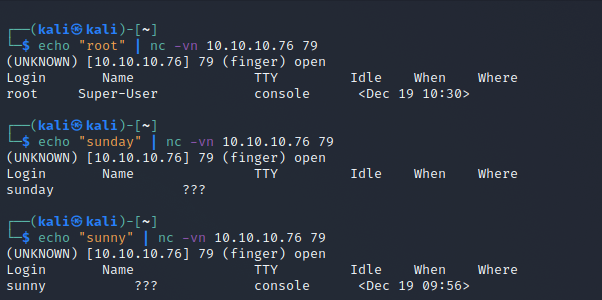 ┌──(kali㉿kali)-[~]
└─$ echo "root" | nc -vn 10.10.10.76 79
(UNKNOWN) [10.10.10.76] 79 (finger) open
Login       Name               TTY         Idle    When    Where
root     Super-User            console      <Dec 19 10:30>
┌──(kali㉿kali)-[~]
└─$ echo "sunday" | nc -vn 10.10.10.76 79
(UNKNOWN) [10.10.10.76] 79 (finger) open
Login       Name               TTY         Idle    When    Where
sunday                ???
┌──(kali㉿kali)-[~]
└─$ echo "sunny" | nc -vn 10.10.10.76 79
(UNKNOWN) [10.10.10.76] 79 (finger) open
Login       Name               TTY         Idle    When    Where
sunny           ???            console      <Dec 19 09:56>